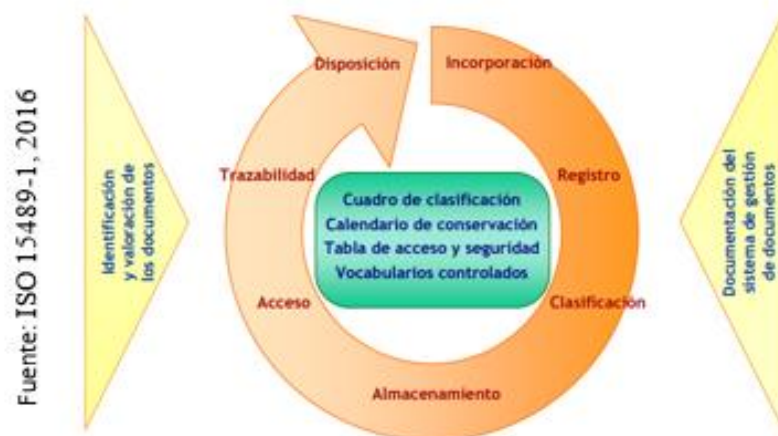 Fuente: ISO 15489-1, 2016
Identificación
y valoración de
los documentos
Disposición
Incorporación
Trazabilidad
Registro
Cuadro de clasificación
Calendario de conservación
Tabla de acceso y seguridad
Vocabularios controlados
Acceso
Clasificación
Almacenamiento
Documentación del
sistema de gestión
de documentos